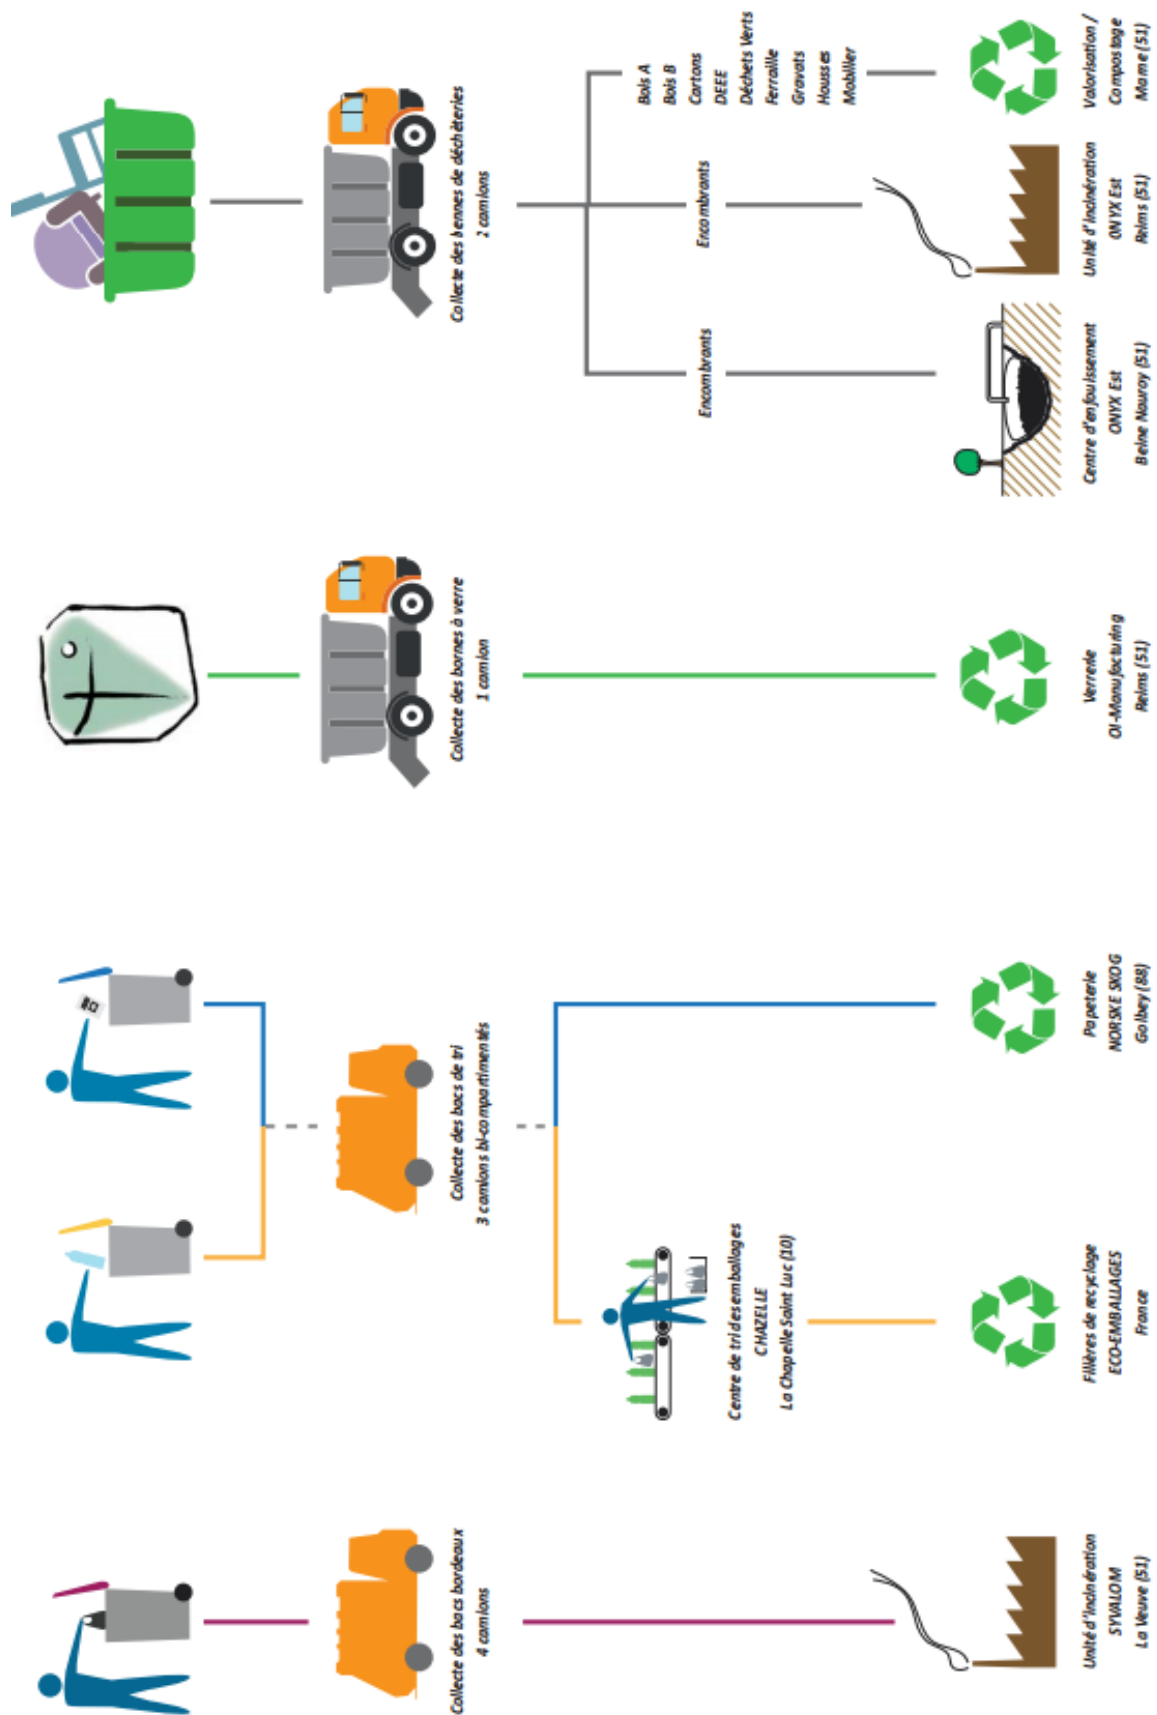 Collecte des bacs bordeaux
4 camions
Unité d'incinération
SYVALOM
La Veuve (51)
Collecte des bacs de tri
3 camions bi-compartimentés
Centre de tri des emballages
CHAZELLE
La Chapelle Saint Luc (10)
Filières de recyclage
ECO-EMBALLAGES
France
Papeterie
NORSKE SKOG
Golbey (88)
Collecte des bornes à verre
1 camion
Verrerie
OI-Manufacturing
Reims (51)
Collecte des bennes de déchèteries
2 camions
Encombrants
Centre d'enfouissement
ONYX Est
Beine Nauroy (51)
Encombrants
Unité d'incinération
ONYX Est
Reims (51)
Bois A
Bois B
Cartons
DEEE
Déchets Verts
Ferraille
Gravats
Housses
Mobilier
Valorisation /
Compostage
Marne (51)